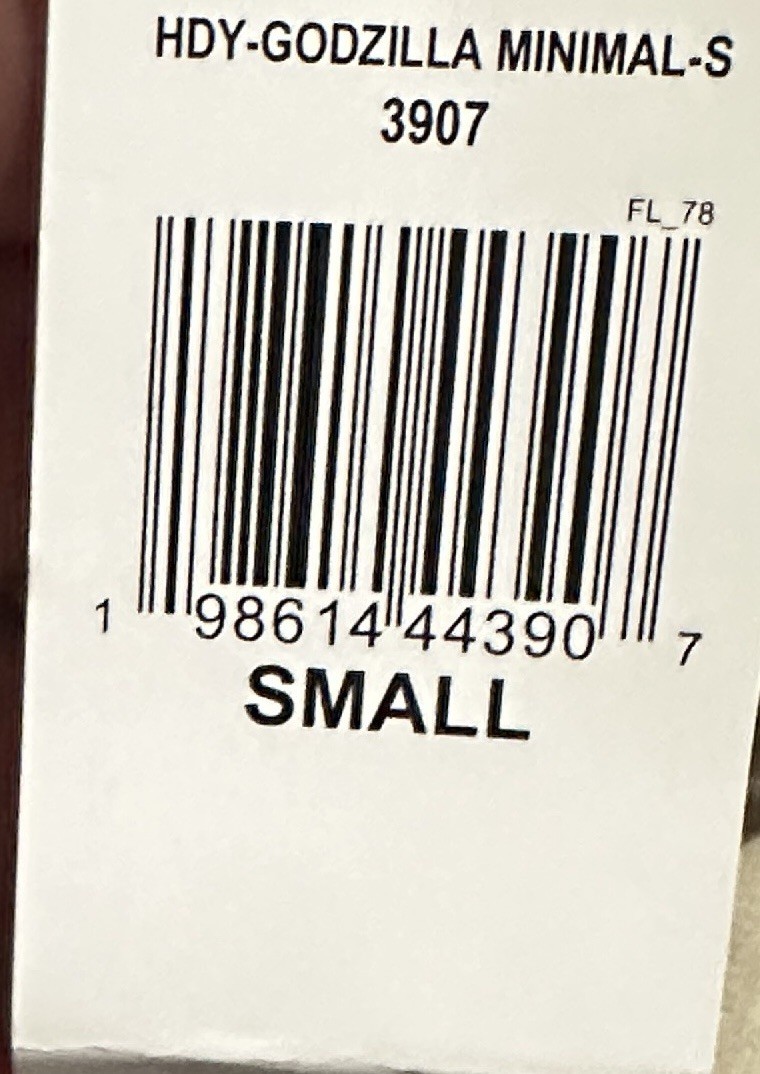 HDY-GODZILLA MINIMAL-S
3907
FL_78
1 98614 44390 7
SMALL